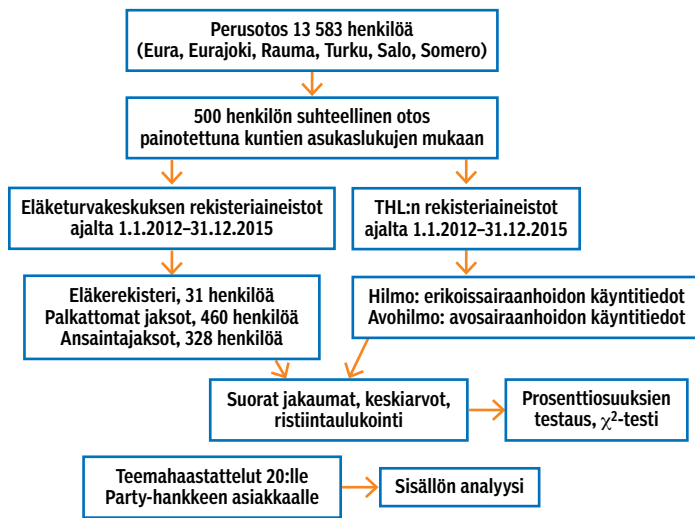 Perusotos 13 583 henkilöä
(Eura, Eurajoki, Rauma, Turku, Salo, Somero)
500 henkilön suhteellinen otos
painotettuna kuntien asukaslukujen mukaan
Eläketurvakeskuksen rekisteriaineistot
ajalta 1.1.2012–31.12.2015
THL:n rekisteriaineistot
ajalta 1.1.2012–31.12.2015
Eläkerekisteri, 31 henkilöä
Palkattomat jaksot, 460 henkilöä
Ansaintajaksot, 328 henkilöä
Hilmo: erikoissairaanhoidon käyntitiedot
Avohilmo: avosairaanhoidon käyntitiedot
Suorat jakaumat, keskiarvot,
ristiintaulukointi
Prosenttiosuuksien
testaus, χ²-testi
Teemahaastattelut 20:lle
Party-hankkeen asiakkaalle
Sisällön analyysi